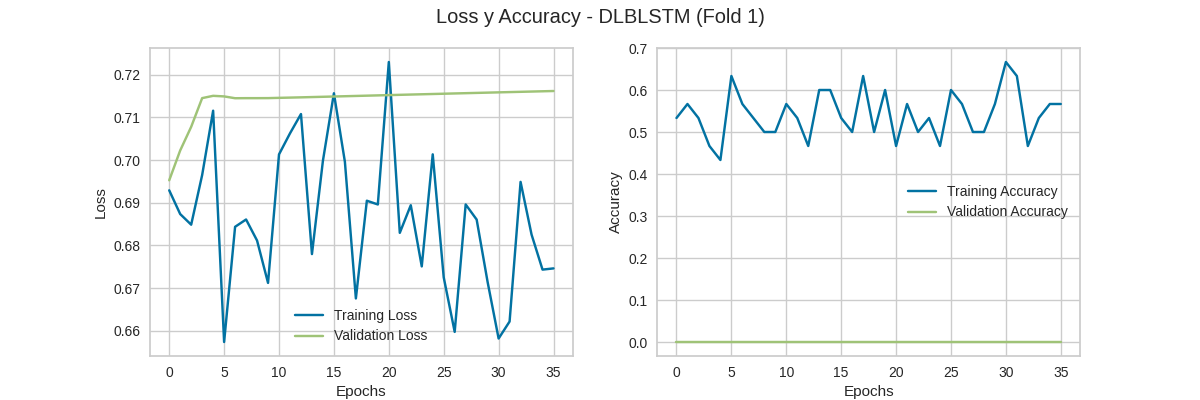 Loss y Accuracy - DLBLSTM (Fold 1)
0.72
0.71
0.70
0.69
0.68
0.67
0.66
Loss
0 5 10 15 20 25 30 35
Epochs
Training Loss
Validation Loss
0.7
0.6
0.5
0.4
0.3
0.2
0.1
0.0
Accuracy
0 5 10 15 20 25 30 35
Epochs
Training Accuracy
Validation Accuracy